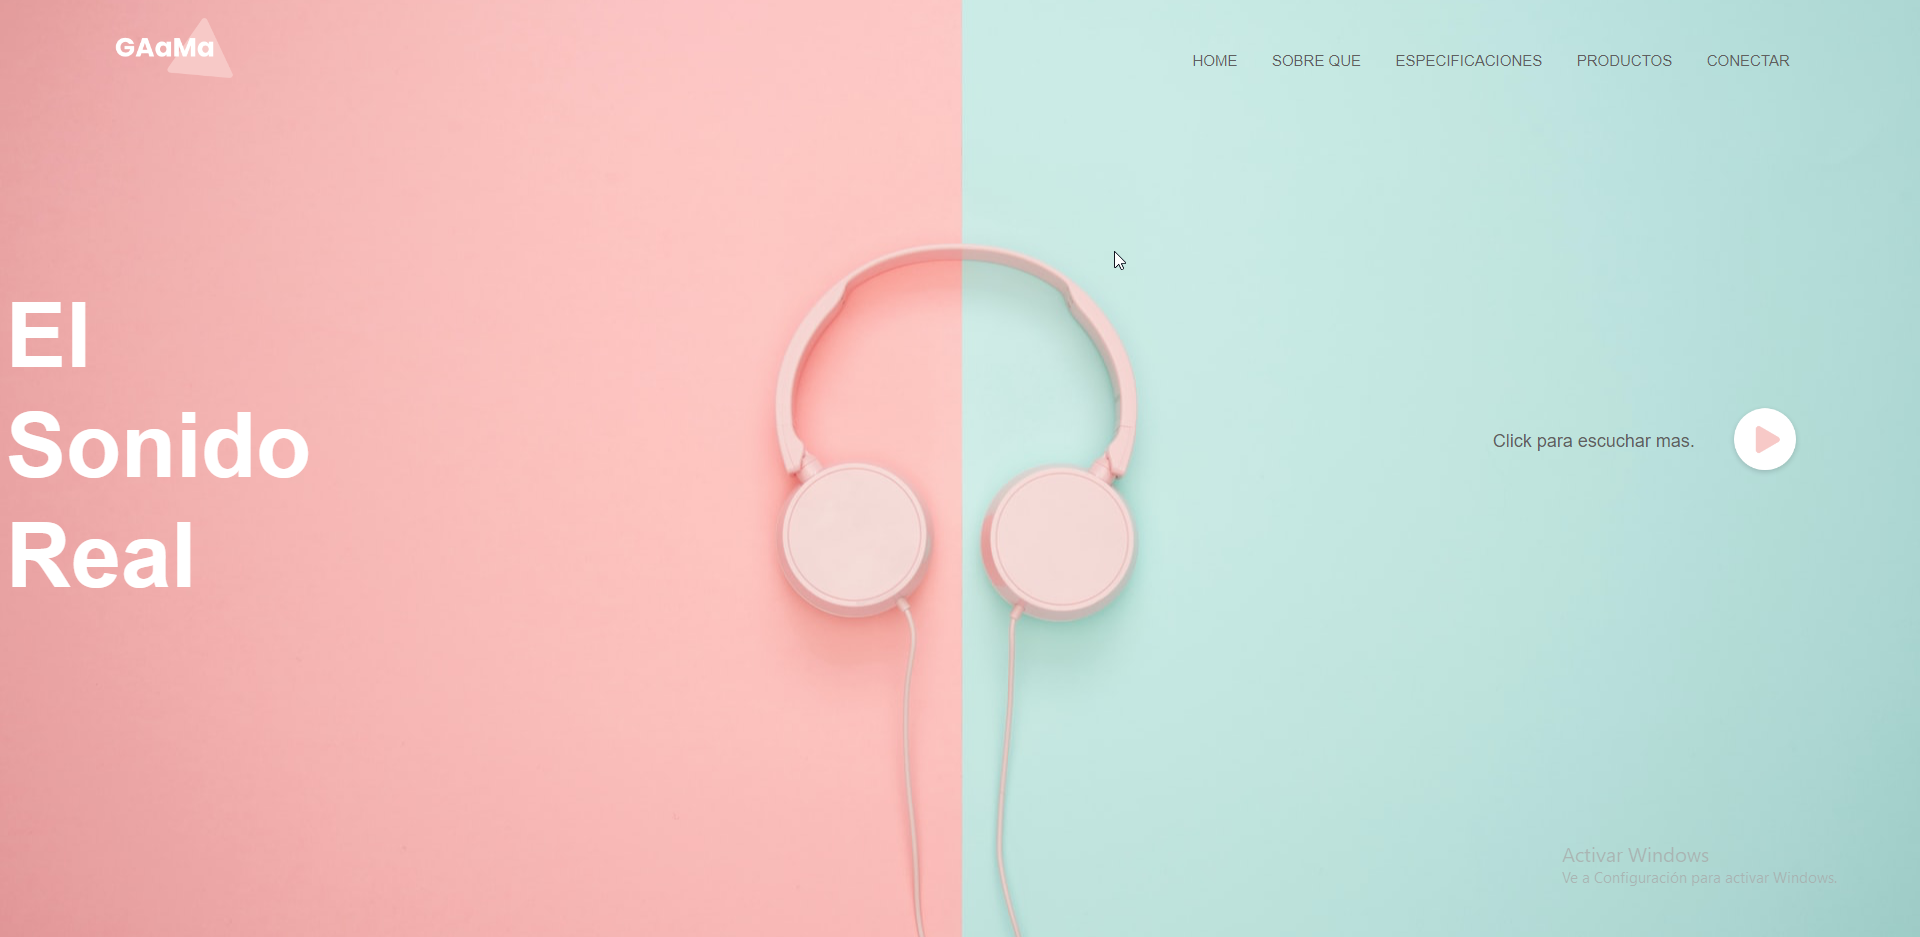 GAaMa
HOME SOBRE QUE ESPECIFICACIONES PRODUCTOS CONECTAR
El
Sonido
Real
Click para escuchar mas.
Activar Windows
Ve a Configuración para activar Windows.